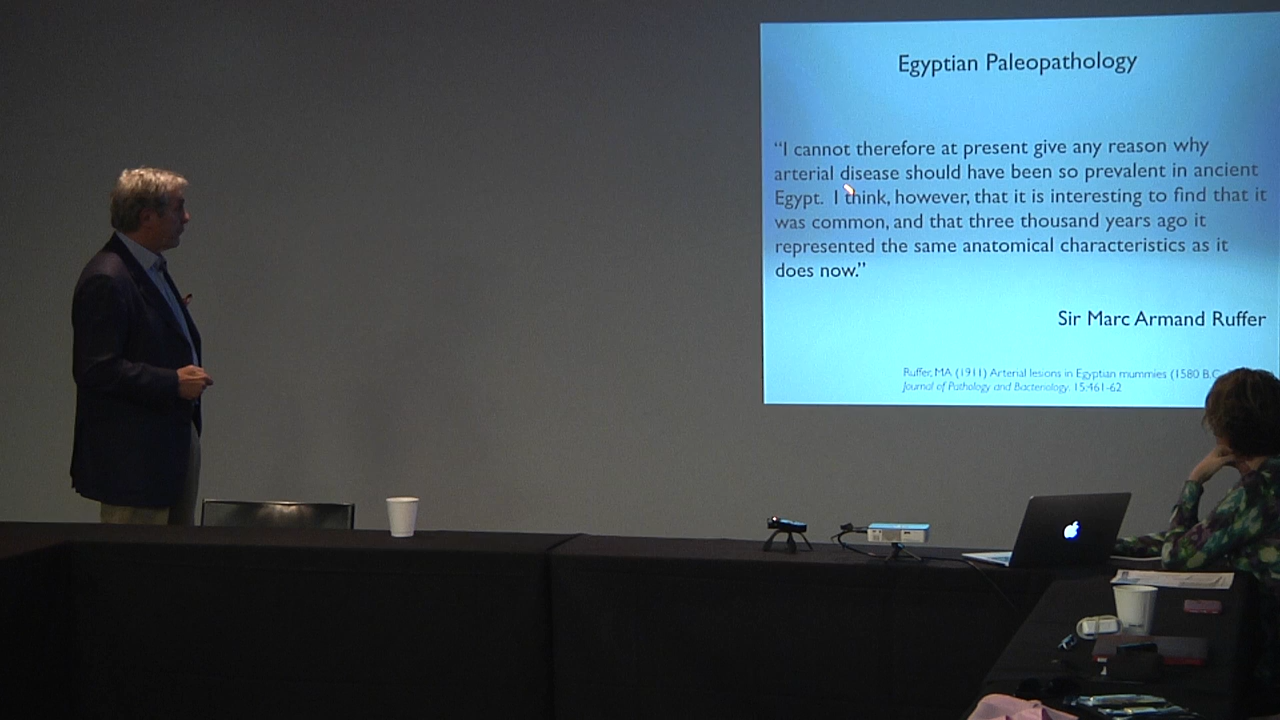 Egyptian Paleopathology
“I cannot therefore at present give any reason why
arterial disease should have been so prevalent in ancient
Egypt. I think, however, that it is interesting to find that it
was common, and that three thousand years ago it
represented the same anatomical characteristics as it
does now.”
Sir Marc Armand Ruffer
Ruffer, MA (1911) Arterial lesions in Egyptian mummies (1580 B.C.
Journal of Pathology and Bacteriology. 15:461-62